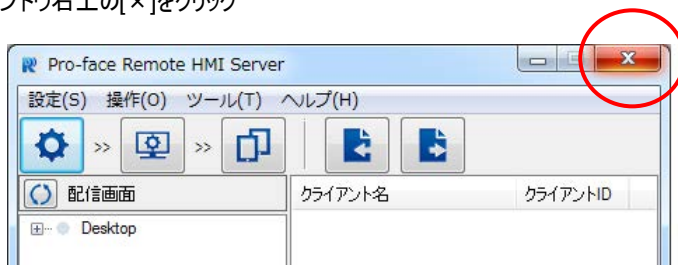 ンドウ右上の[×]をクリック
Pro-face Remote HMI Server
設定(S) 操作(O) ツール(T) ヘルプ(H)
>> >>
配信画面 クライアント名 クライアントID
Desktop